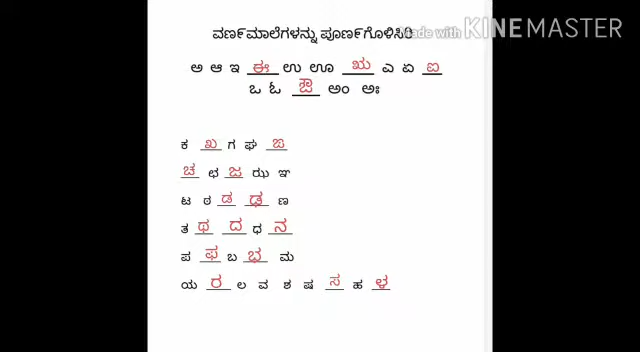 ವರ್ಣಮಾಲೆಗಳನ್ನು ಪೂರ್ಣಗೊಳಿಸಿರಿ
Made with KINEMASTER
ಅ ಆ ಇ ಈ ಉ ಊ ಋ ಎ ಏ ಐ
ಒ ಓ ಔ ಅಂ ಅಃ
ಕ ಖ ಗ ಘ ಙ
ಚ ಛ ಜ ಝ ಞ
ಟ ಠ ಡ ಢ ಣ
ತ ಥ ದ ಧ ನ
ಪ ಫ ಬ ಭ ಮ
ಯ ರ ಲ ವ ಶ ಷ ಸ ಹ ಳ